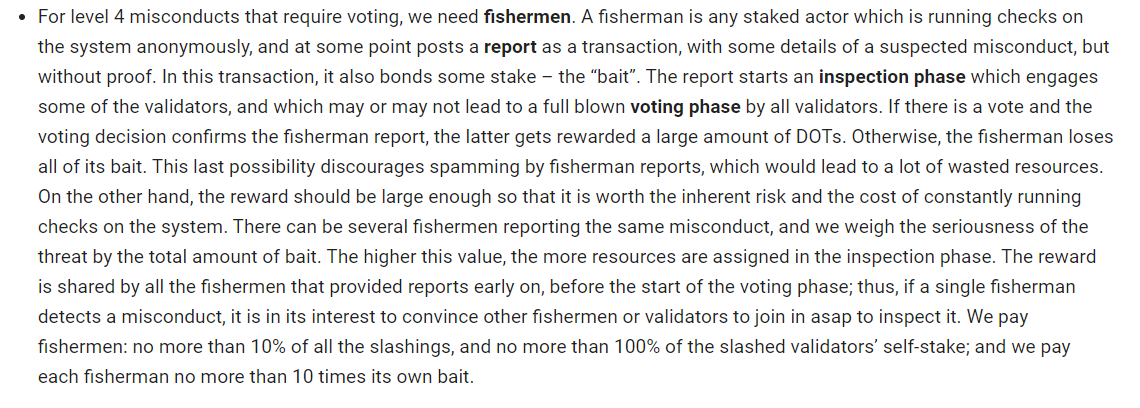 • For level 4 misconducts that require voting, we need fishermen. A fisherman is any staked actor which is running checks on
the system anonymously, and at some point posts a report as a transaction, with some details of a suspected misconduct, but
without proof. In this transaction, it also bonds some stake – the “bait”. The report starts an inspection phase which engages
some of the validators, and which may or may not lead to a full blown voting phase by all validators. If there is a vote and the
voting decision confirms the fisherman report, the latter gets rewarded a large amount of DOTs. Otherwise, the fisherman loses
all of its bait. This last possibility discourages spamming by fisherman reports, which would lead to a lot of wasted resources.
On the other hand, the reward should be large enough so that it is worth the inherent risk and the cost of constantly running
checks on the system. There can be several fishermen reporting the same misconduct, and we weigh the seriousness of the
threat by the total amount of bait. The higher this value, the more resources are assigned in the inspection phase. The reward
is shared by all the fishermen that provided reports early on, before the start of the voting phase; thus, if a single fisherman
detects a misconduct, it is in its interest to convince other fishermen or validators to join in asap to inspect it. We pay
fishermen: no more than 10% of all the slashings, and no more than 100% of the slashed validators’ self-stake; and we pay
each fisherman no more than 10 times its own bait.